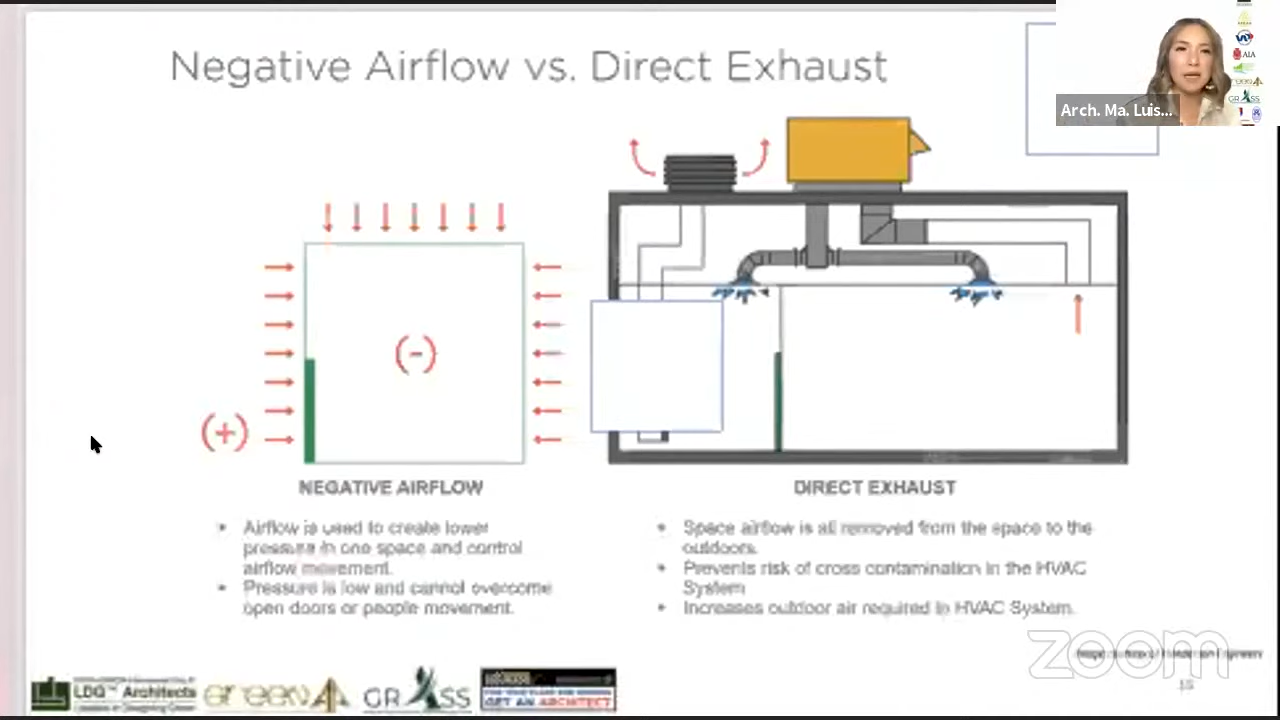 Negative Airflow vs. Direct Exhaust
AIA
Arch. Ma. Luis...
(-)
(+)
NEGATIVE AIRFLOW
DIRECT EXHAUST
• Airflow is used to create lower
pressure in one space and control
airflow movement.
• Pressure is low and cannot overcome
open doors or people movement.
• Space airflow is all removed from the space to the
outdoors.
• Prevents risk of cross contamination in the HVAC
System
• Increases outdoor air required in HVAC System.
zoom
LDG Architects
green
GRASS
GET AN ARCHITECT